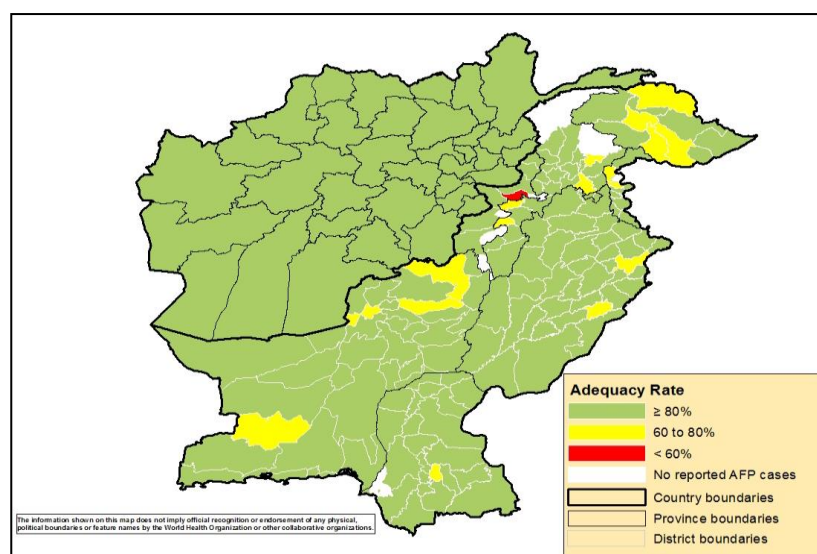 Adequacy Rate
≥ 80%
60 to 80%
< 60%
No reported AFP cases
Country boundaries
Province boundaries
District boundaries
The information shown on this map does not imply official recognition or endorsement of any physical,
political boundaries or feature names by the World Health Organization or other collaborative organizations.